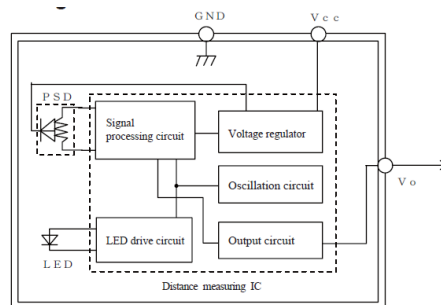 GND
Vcc
PSD
Signal
processing circuit
Voltage regulator
Oscillation circuit
Vo
LED drive circuit
Output circuit
LED
Distance measuring IC